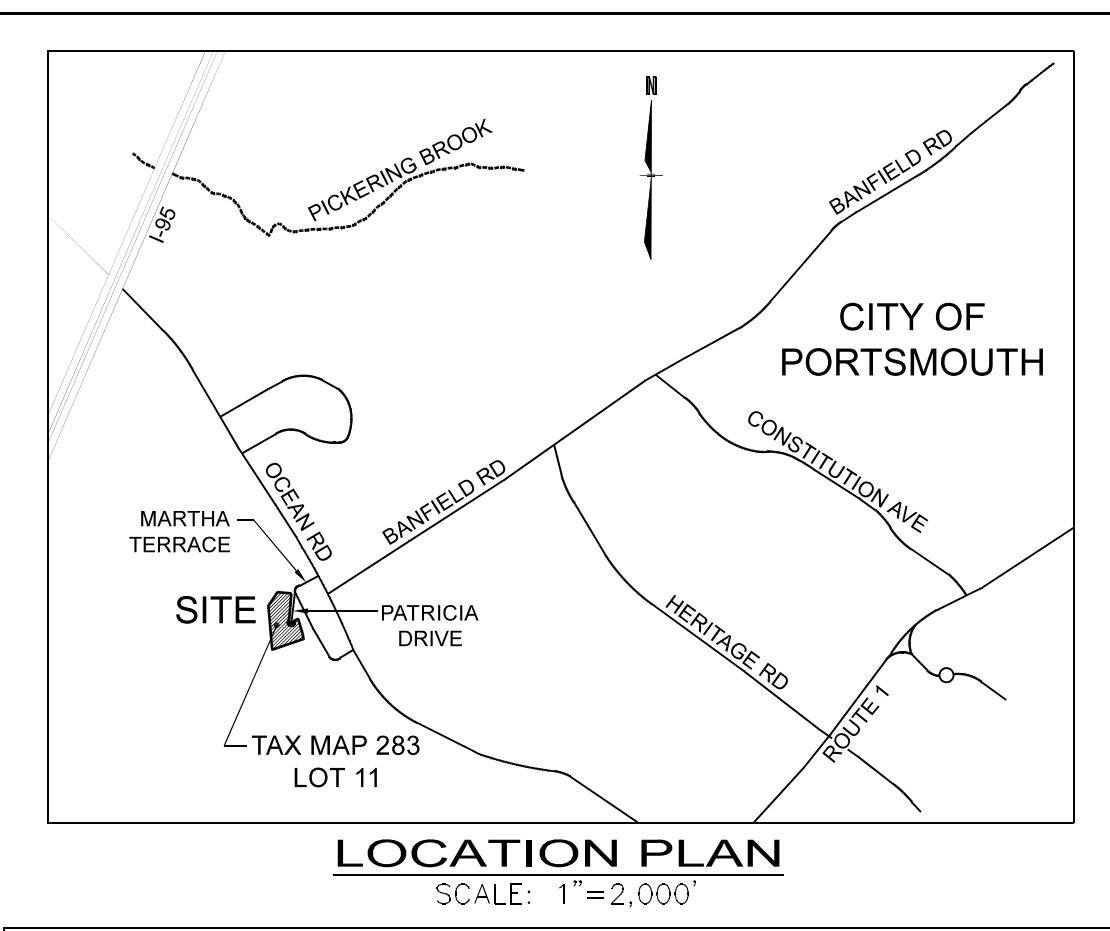 N
PICKERING BROOK
BANFIELD RD
I-95
CITY OF
PORTSMOUTH
CONSTITUTION AVE
OCEAN RD
BANFIELD RD
MARTHA
TERRACE
SITE
PATRICIA
DRIVE
HERITAGE RD
ROUTE 1
TAX MAP 283
LOT 11
LOCATION PLAN
SCALE: 1"=2,000'